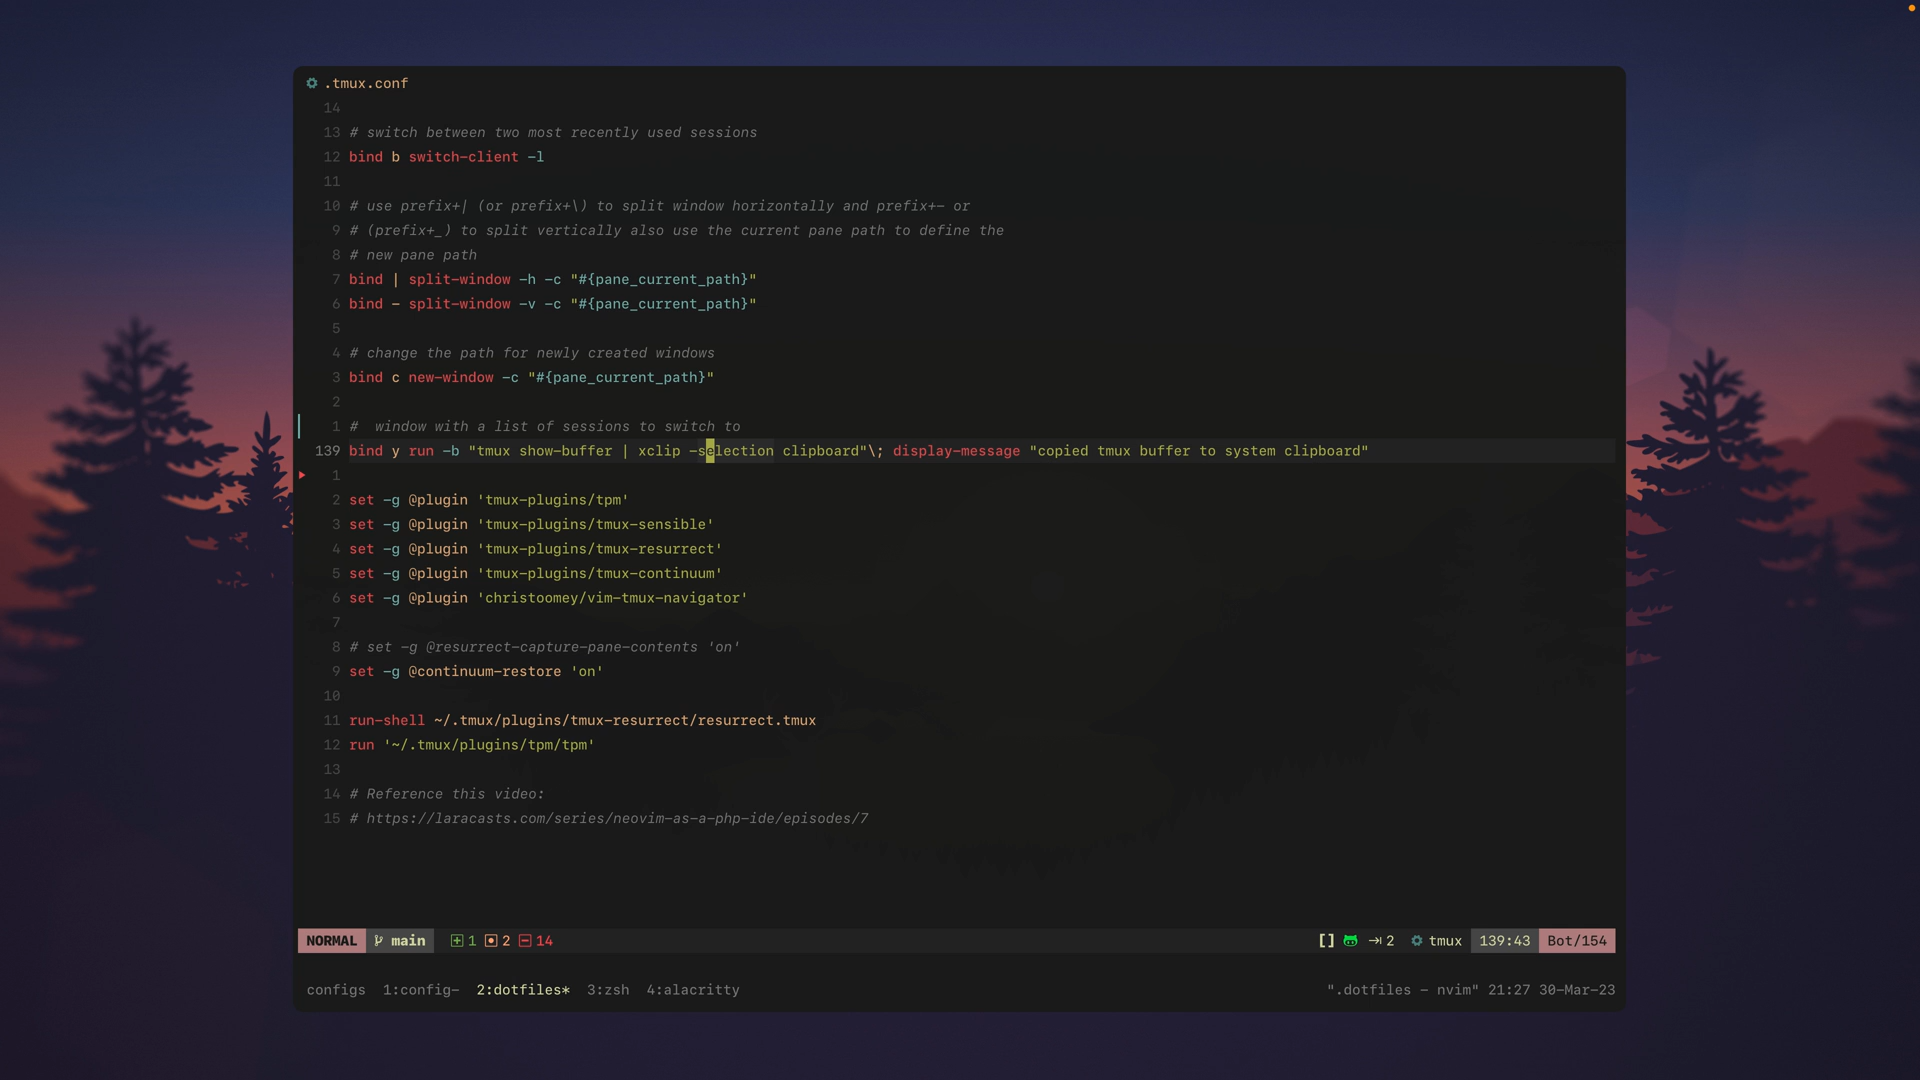 .tmux.conf
14
13 # switch between two most recently used sessions
12 bind b switch-client -l
11
10 # use prefix+| (or prefix+\) to split window horizontally and prefix+- or
9 # (prefix+_) to split vertically also use the current pane path to define the
8 # new pane path
7 bind | split-window -h -c "#{pane_current_path}"
6 bind - split-window -v -c "#{pane_current_path}"
5
4 # change the path for newly created windows
3 bind c new-window -c "#{pane_current_path}"
2
1 #  window with a list of sessions to switch to
139 bind y run -b "tmux show-buffer | xclip -selection clipboard"\; display-message "copied tmux buffer to system clipboard"
1
2 set -g @plugin 'tmux-plugins/tpm'
3 set -g @plugin 'tmux-plugins/tmux-sensible'
4 set -g @plugin 'tmux-plugins/tmux-resurrect'
5 set -g @plugin 'tmux-plugins/tmux-continuum'
6 set -g @plugin 'christoomey/vim-tmux-navigator'
7
8 # set -g @resurrect-capture-pane-contents 'on'
9 set -g @continuum-restore 'on'
10
11 run-shell ~/.tmux/plugins/tmux-resurrect/resurrect.tmux
12 run '~/.tmux/plugins/tpm/tpm'
13
14 # Reference this video:
15 # https://laracasts.com/series/neovim-as-a-php-ide/episodes/7
NORMAL main 1 2 14 [] 2 tmux 139:43 Bot/154
configs 1:config- 2:dotfiles* 3:zsh 4:alacritty ".dotfiles - nvim" 21:27 30-Mar-23